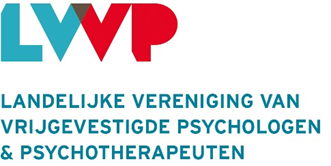 LVVP
LANDELIJKE VERENIGING VAN
VRIJGEVESTIGDE PSYCHOLOGEN
& PSYCHOTHERAPEUTEN